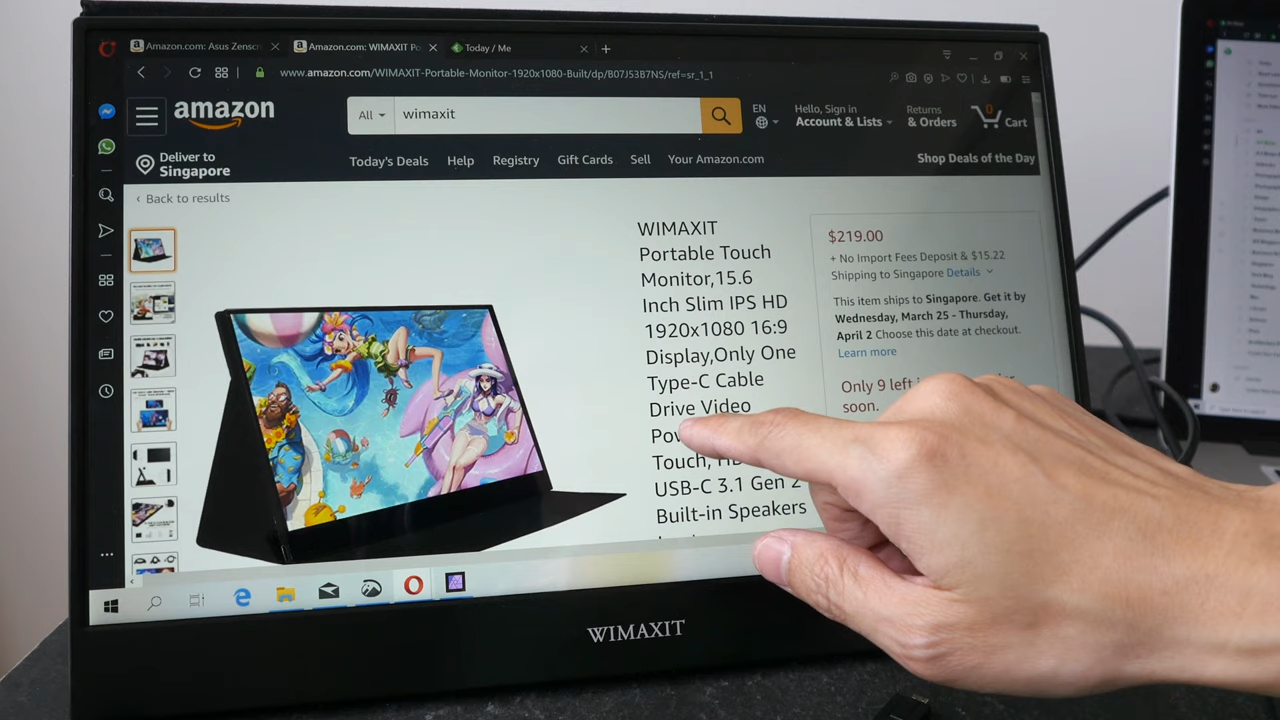 Amazon.com: Asus Zenscr
Amazon.com: WIMAXIT Po
Today / Me
www.amazon.com/WIMAXIT-Portable-Monitor-1920x1080-Built/dp/B07J53B7NS/ref=sr_1_1
amazon
All
wimaxit
EN
Hello, Sign in
Account & Lists
Returns
& Orders
0
Cart
Deliver to
Singapore
Today's Deals
Help
Registry
Gift Cards
Sell
Your Amazon.com
Shop Deals of the Day
‹ Back to results
WIMAXIT
Portable Touch
Monitor,15.6
Inch Slim IPS HD
1920x1080 16:9
Display,Only One
Type-C Cable
Drive Video
Touch,
USB-C 3.1 Gen 2
Built-in Speakers
$219.00
+ No Import Fees Deposit & $15.22
Shipping to Singapore Details
This item ships to Singapore. Get it by
Wednesday, March 25 - Thursday,
April 2 Choose this date at checkout.
Learn more
Only 9 left
soon.
WIMAXIT